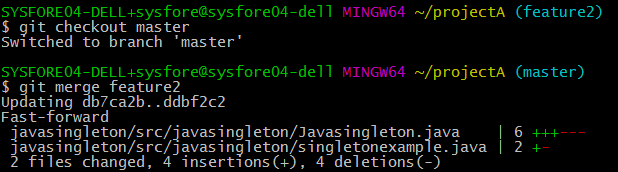 SYSFORE04-DELL+sysfore@sysfore04-dell MINGW64 ~/projectA (feature2)
$ git checkout master
Switched to branch 'master'
SYSFORE04-DELL+sysfore@sysfore04-dell MINGW64 ~/projectA (master)
$ git merge feature2
Updating db7ca2b..ddbf2c2
Fast-forward
 javasingleton/src/javasingleton/Javasingleton.java    | 6 +++---
 javasingleton/src/javasingleton/singletonexample.java | 2 +-
 2 files changed, 4 insertions(+), 4 deletions(-)